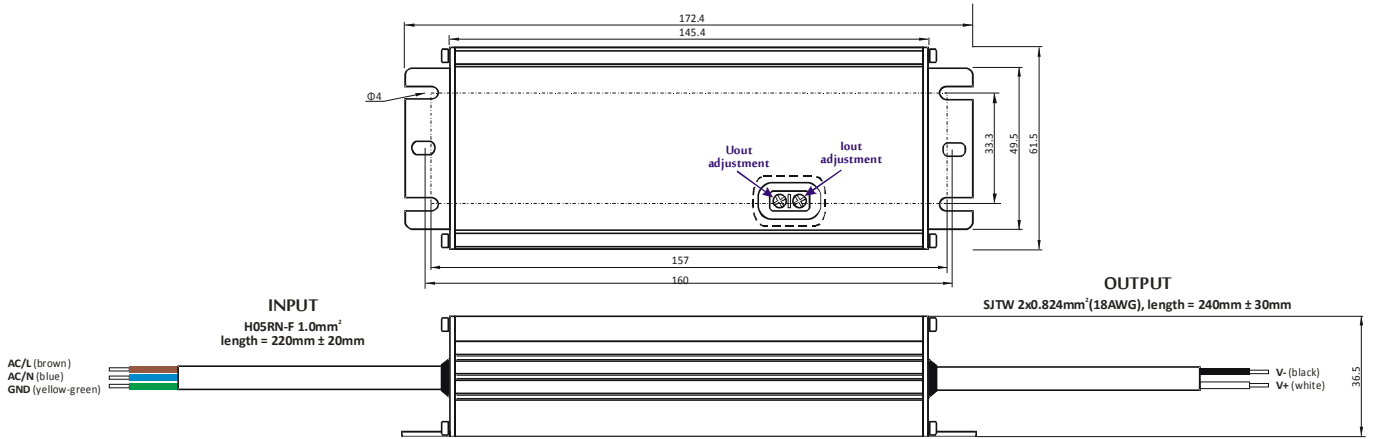 172.4
145.4
Φ4
Uout
adjustment
Iout
adjustment
33.3
49.5
61.5
157
160
INPUT
H05RN-F 1.0mm²
length = 220mm ± 20mm
OUTPUT
SJTW 2x0.824mm²(18AWG), length = 240mm ± 30mm
AC/L (brown)
AC/N (blue)
GND (yellow-green)
V- (black)
V+ (white)
36.5